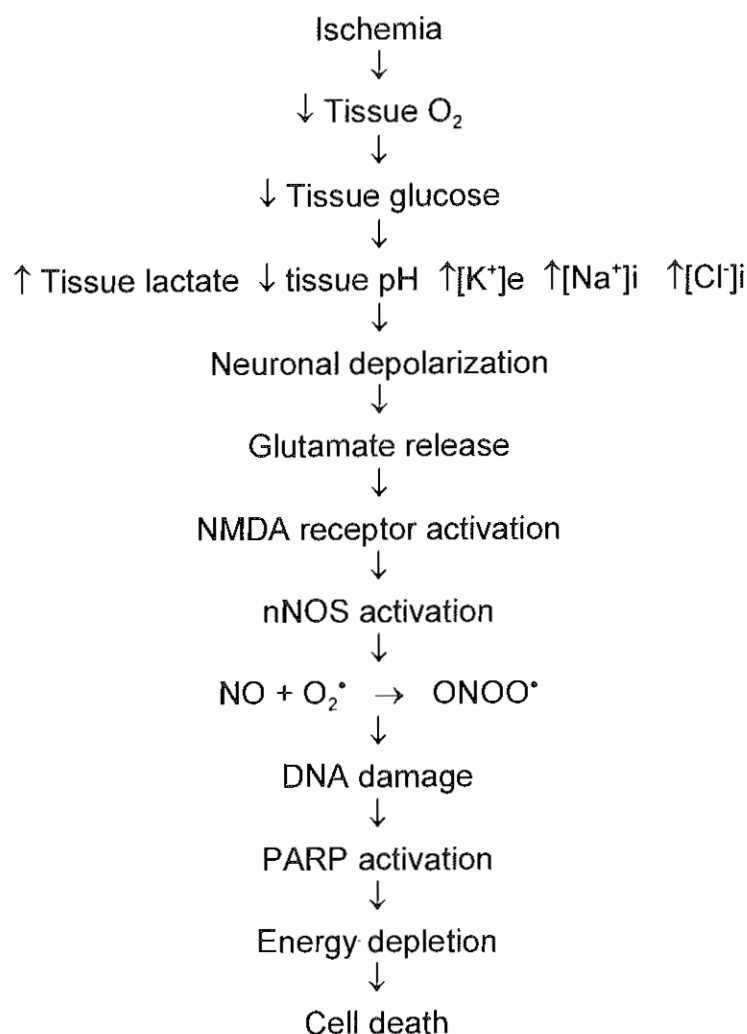 Ischemia
↓
↓ Tissue O₂
↓
↓ Tissue glucose
↓
↑ Tissue lactate ↓ tissue pH ↑[K⁺]e ↑[Na⁺]i ↑[Cl⁻]i
↓
Neuronal depolarization
↓
Glutamate release
↓
NMDA receptor activation
↓
nNOS activation
↓
NO + O₂• → ONOO•
↓
DNA damage
↓
PARP activation
↓
Energy depletion
↓
Cell death